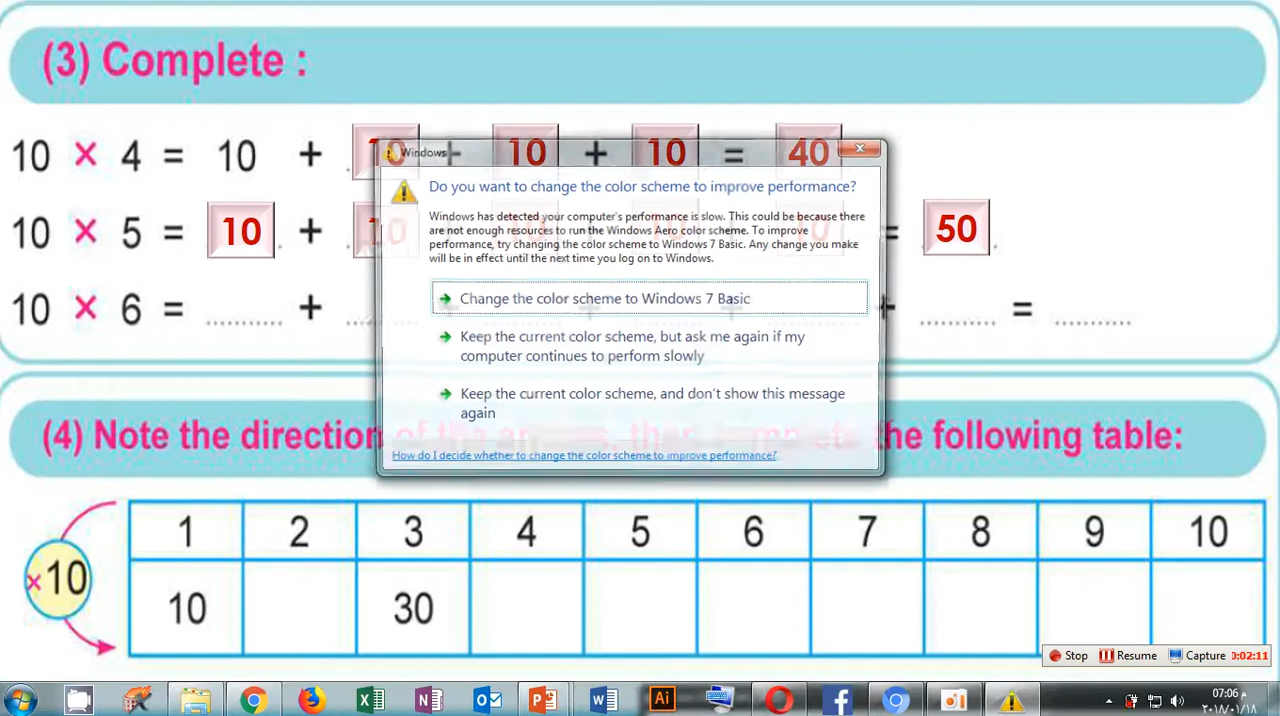 (3) Complete :
10 × 4 = 10 + 10 + 10 + 10 = 40
10 × 5 = 10 + 10 = 50
10 × 6 = .......... + .......... + + + + .......... = ..........
Windows
Do you want to change the color scheme to improve performance?
Windows has detected your computer's performance is slow. This could be because there
are not enough resources to run the Windows Aero color scheme. To improve
performance, try changing the color scheme to Windows 7 Basic. Any change you make
will be in effect until the next time you log on to Windows.
Change the color scheme to Windows 7 Basic
Keep the current color scheme, but ask me again if my
computer continues to perform slowly
Keep the current color scheme, and don't show this message
again
How do I decide whether to change the color scheme to improve performance?
(4) Note the direction of the following table:
1 2 3 4 5 6 7 8 9 10
×10
10 30
Stop Resume Capture 0:02:11
07:06 م
٢٠١٨/٠١/١٨